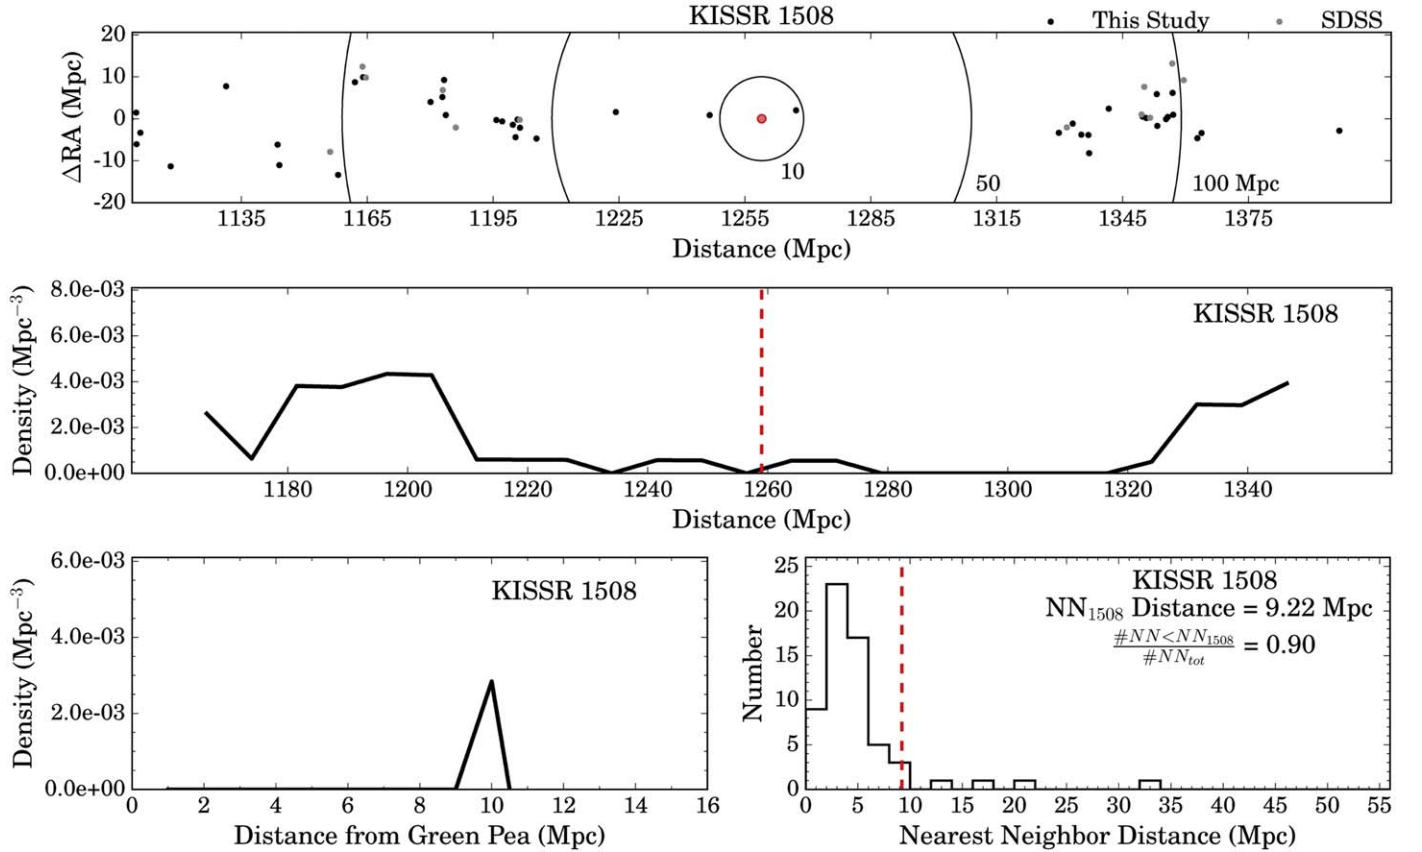 KISSR 1508
This Study
SDSS
20
10
0
-10
-20
ΔRA (Mpc)
10
50
100 Mpc
1135 1165 1195 1225 1255 1285 1315 1345 1375
Distance (Mpc)
8.0e-03
6.0e-03
4.0e-03
2.0e-03
0.0e+00
Density (Mpc⁻³)
KISSR 1508
1180 1200 1220 1240 1260 1280 1300 1320 1340
Distance (Mpc)
6.0e-03
4.0e-03
2.0e-03
0.0e+00
Density (Mpc⁻³)
KISSR 1508
0 2 4 6 8 10 12 14 16
Distance from Green Pea (Mpc)
25
20
15
10
5
0
Number
KISSR 1508
NN₁₅₀₈ Distance = 9.22 Mpc
#NN<NN₁₅₀₈
#NNtot
= 0.90
0 5 10 15 20 25 30 35 40 45 50 55
Nearest Neighbor Distance (Mpc)